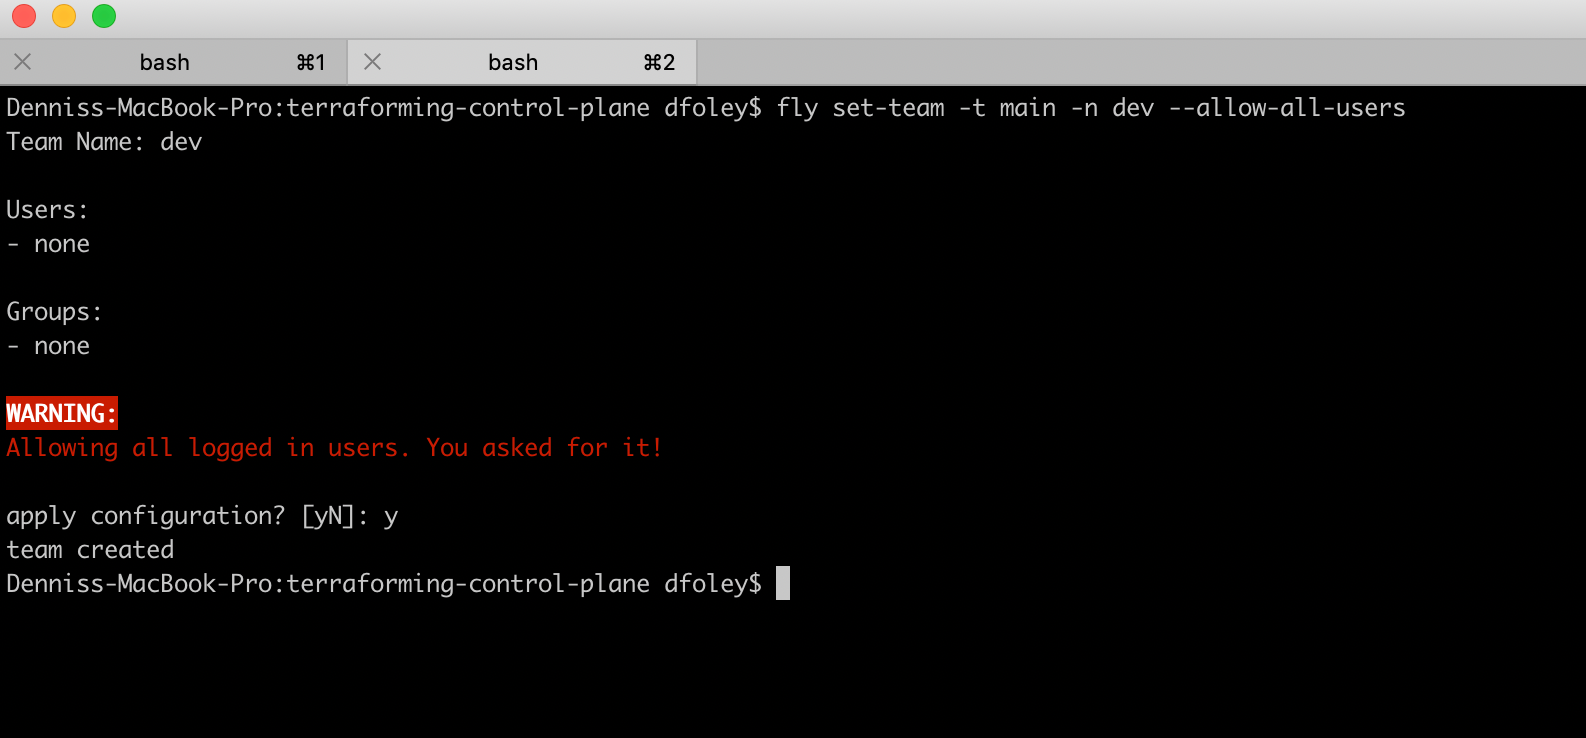 bash ⌘1 bash ⌘2
Denniss-MacBook-Pro:terraforming-control-plane dfoley$ fly set-team -t main -n dev --allow-all-users
Team Name: dev
Users:
- none
Groups:
- none
WARNING:
Allowing all logged in users. You asked for it!
apply configuration? [yN]: y
team created
Denniss-MacBook-Pro:terraforming-control-plane dfoley$